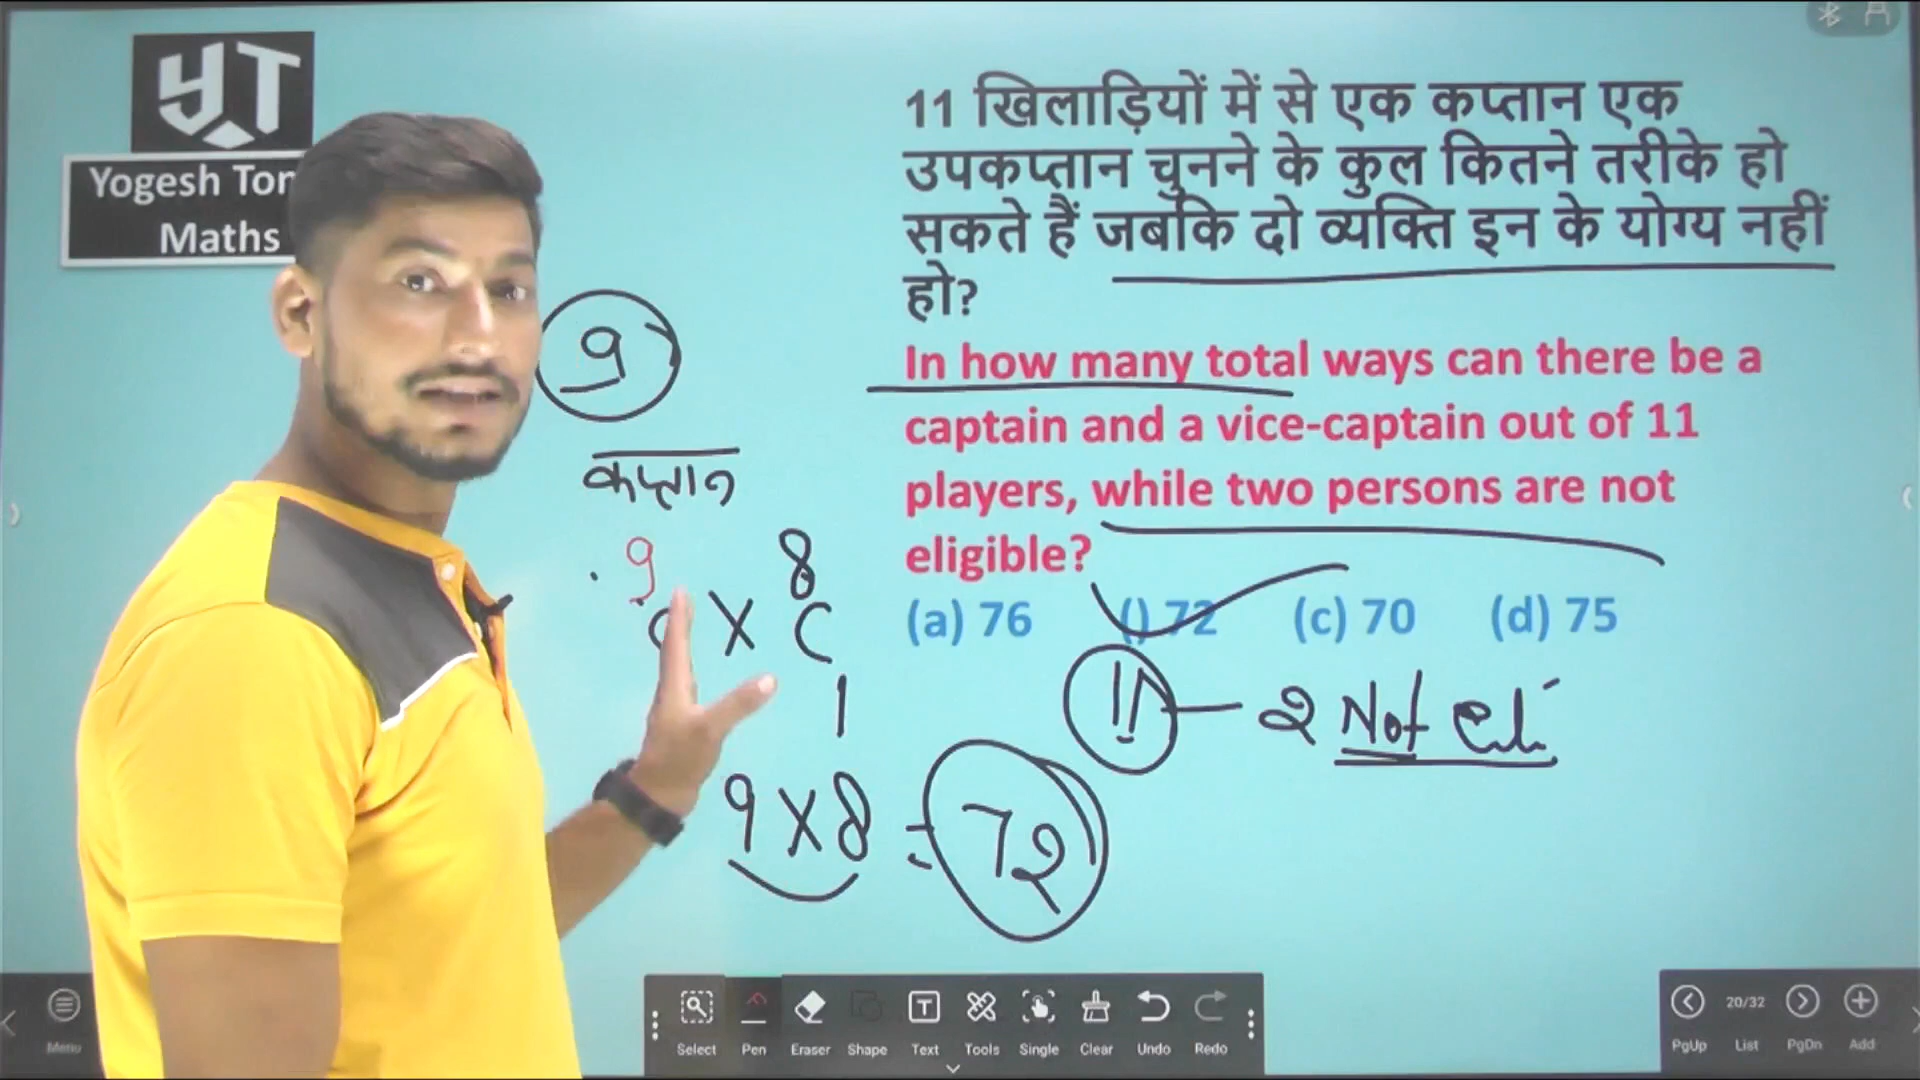 YT
Yogesh Tom
Maths
11 खिलाड़ियों में से एक कप्तान एक
उपकप्तान चुनने के कुल कितने तरीके हो
सकते हैं जबकि दो व्यक्ति इन के योग्य नहीं
हो?
In how many total ways can there be a
captain and a vice-captain out of 11
players, while two persons are not
eligible?
(a) 76 () 72 (c) 70 (d) 75
9
कप्तान
9 8
C X C
1
9X8 = 72
11 - 2 Not eli
Menu
Select Pen Eraser Shape Text Tools Single Clear Undo Redo
20/32
PgUp List PgDn Add